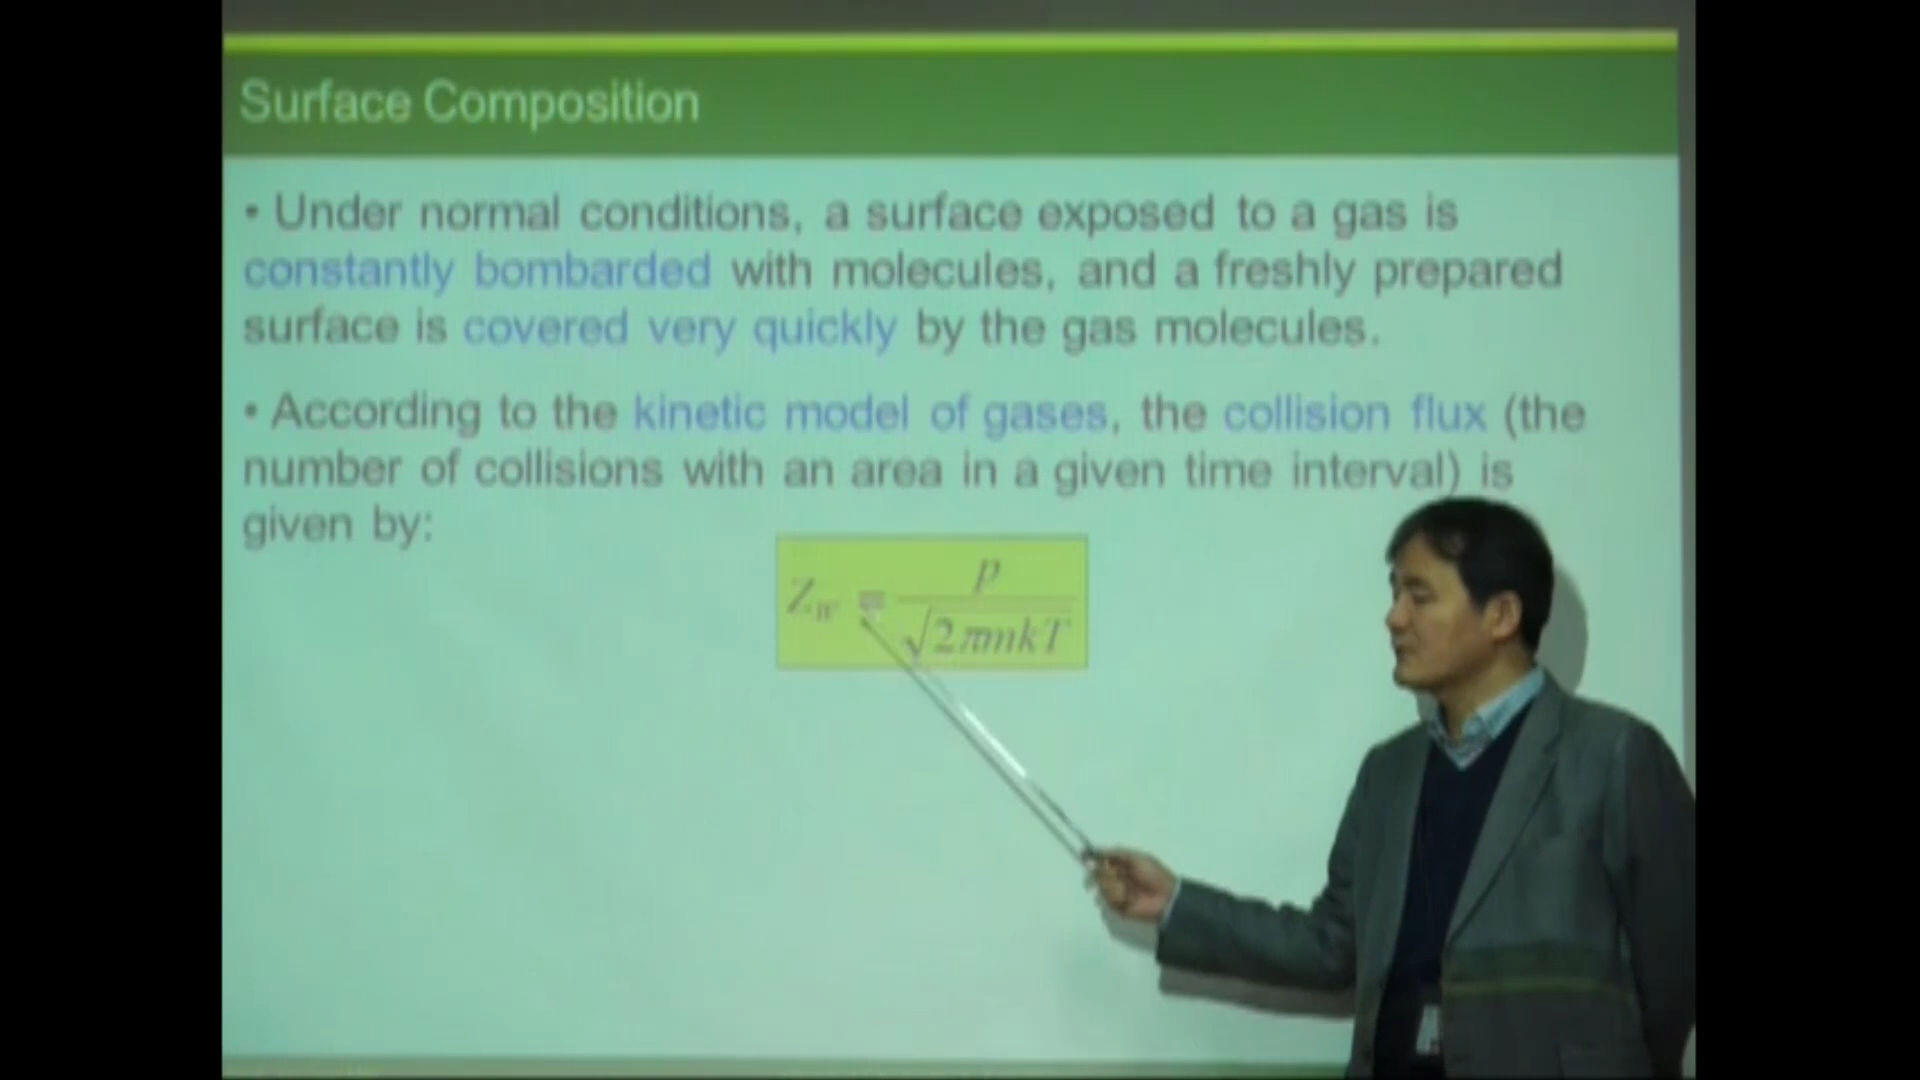 Surface Composition
• Under normal conditions, a surface exposed to a gas is
constantly bombarded with molecules, and a freshly prepared
surface is covered very quickly by the gas molecules.
• According to the kinetic model of gases, the collision flux (the
number of collisions with an area in a given time interval) is
given by:
Z_W = p / √(2πmkT)